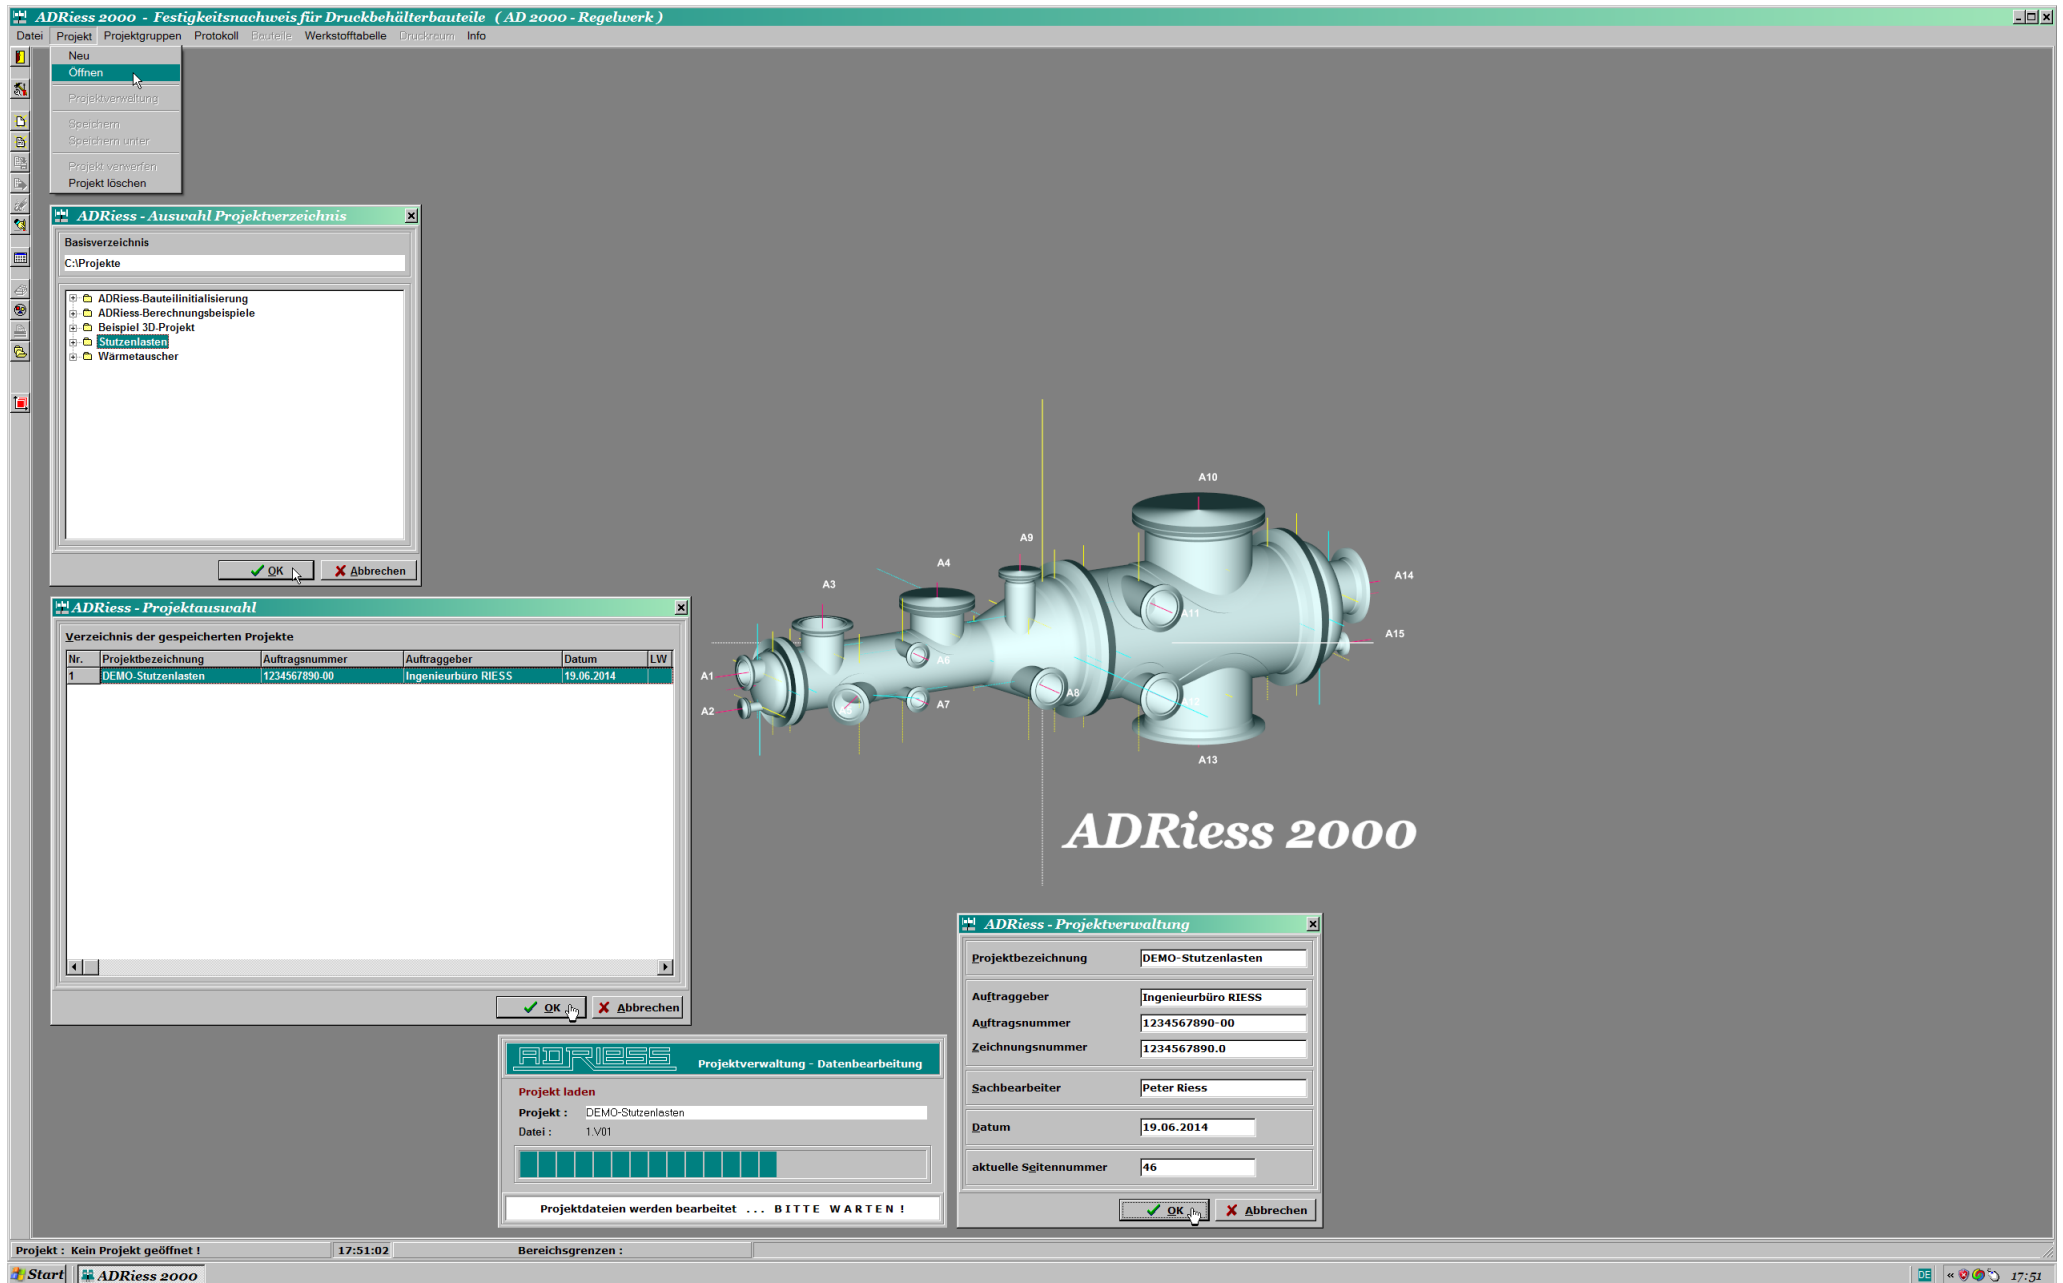 ADRiess 2000 - Festigkeitsnachweis für Druckbehälterbauteile ( AD 2000 - Regelwerk )
Datei Projekt Projektgruppen Protokoll Bauteile Werkstofftabelle Druckraum Info
Neu
Öffnen
Projektverwaltung
Speichern
Speichern unter
Projekt verwerfen
Projekt löschen
ADRiess - Auswahl Projektverzeichnis
Basisverzeichnis
C:\Projekte
ADRiess-Bauteilinitialisierung
ADRiess-Berechnungsbeispiele
Beispiel 3D-Projekt
Stutzenlasten
Wärmetauscher
OK Abbrechen
ADRiess - Projektauswahl
Verzeichnis der gespeicherten Projekte
Nr. Projektbezeichnung Auftragsnummer Auftraggeber Datum LW
1 DEMO-Stutzenlasten 1234567890-00 Ingenieurbüro RIESS 19.06.2014
OK Abbrechen
A10
A9
A4
A3
A14
A11
A15
A6
A1
A8
A12
A7
A2
A13
ADRiess 2000
ADRIESS Projektverwaltung - Datenbearbeitung
Projekt laden
Projekt : DEMO-Stutzenlasten
Datei : 1.V01
Projektdateien werden bearbeitet ... BITTE WARTEN !
ADRiess - Projektverwaltung
Projektbezeichnung DEMO-Stutzenlasten
Auftraggeber Ingenieurbüro RIESS
Auftragsnummer 1234567890-00
Zeichnungsnummer 1234567890.0
Sachbearbeiter Peter Riess
Datum 19.06.2014
aktuelle Seitennummer 46
OK Abbrechen
Projekt : Kein Projekt geöffnet ! 17:51:02 Bereichsgrenzen :
Start ADRiess 2000 DE « 17:51